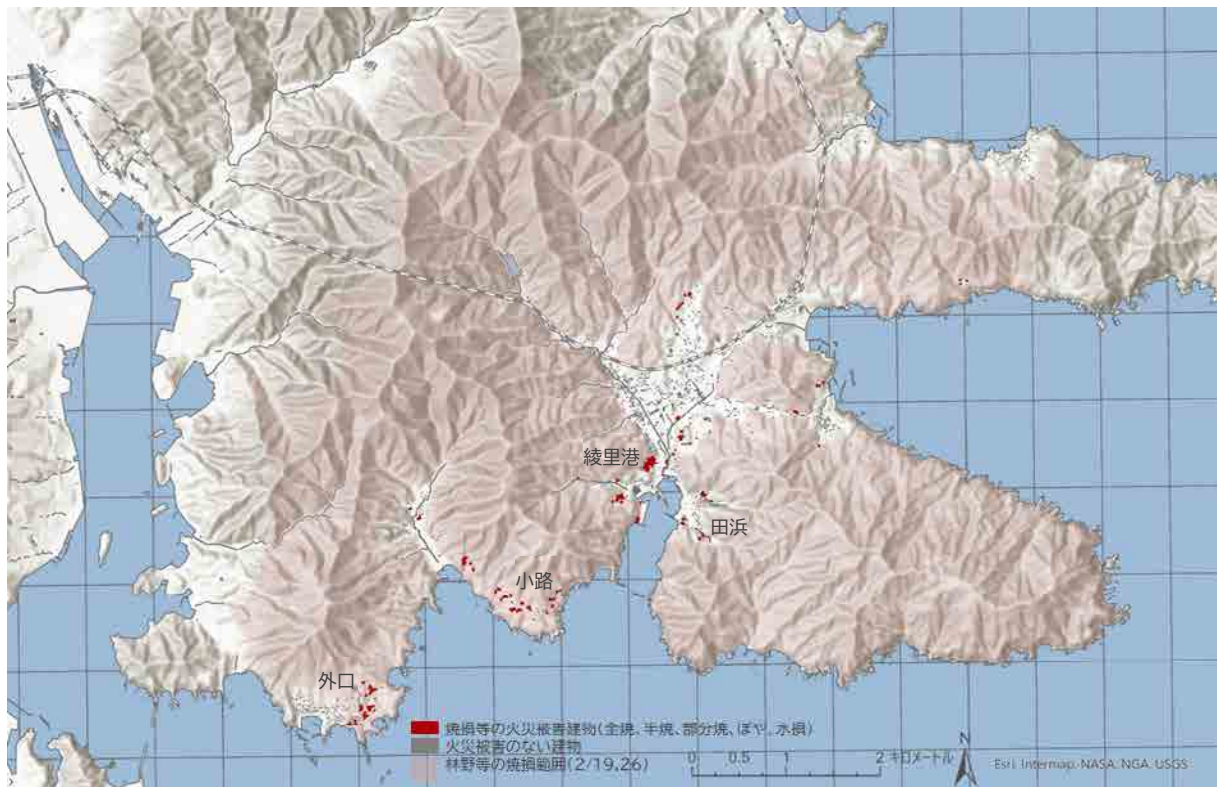 綾里港
田浜
小路
外口
焼損等の火災被害建物(全焼、半焼、部分焼、ぼや、水損)
火災被害のない建物
林野等の焼損範囲(2/19,26)
0 0.5 1 2 キロメートル
N
Esri, Intermap, NASA, NGA, USGS